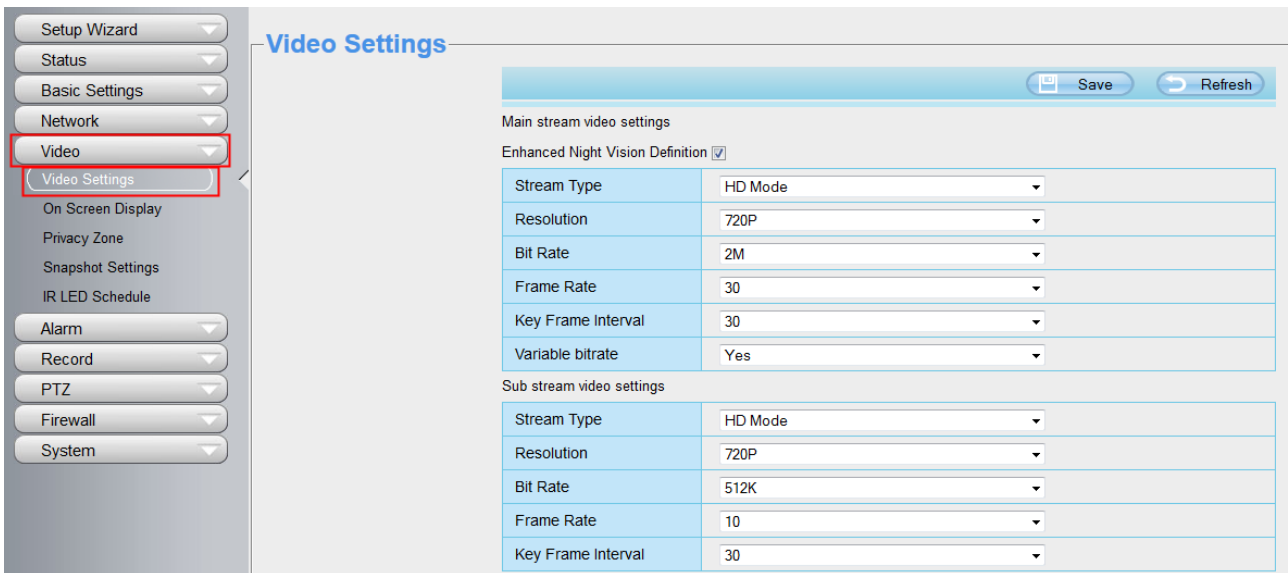 Setup Wizard
Status
Basic Settings
Network
Video
Video Settings
On Screen Display
Privacy Zone
Snapshot Settings
IR LED Schedule
Alarm
Record
PTZ
Firewall
System
Video Settings
Save Refresh
Main stream video settings
Enhanced Night Vision Definition
Stream Type HD Mode
Resolution 720P
Bit Rate 2M
Frame Rate 30
Key Frame Interval 30
Variable bitrate Yes
Sub stream video settings
Stream Type HD Mode
Resolution 720P
Bit Rate 512K
Frame Rate 10
Key Frame Interval 30